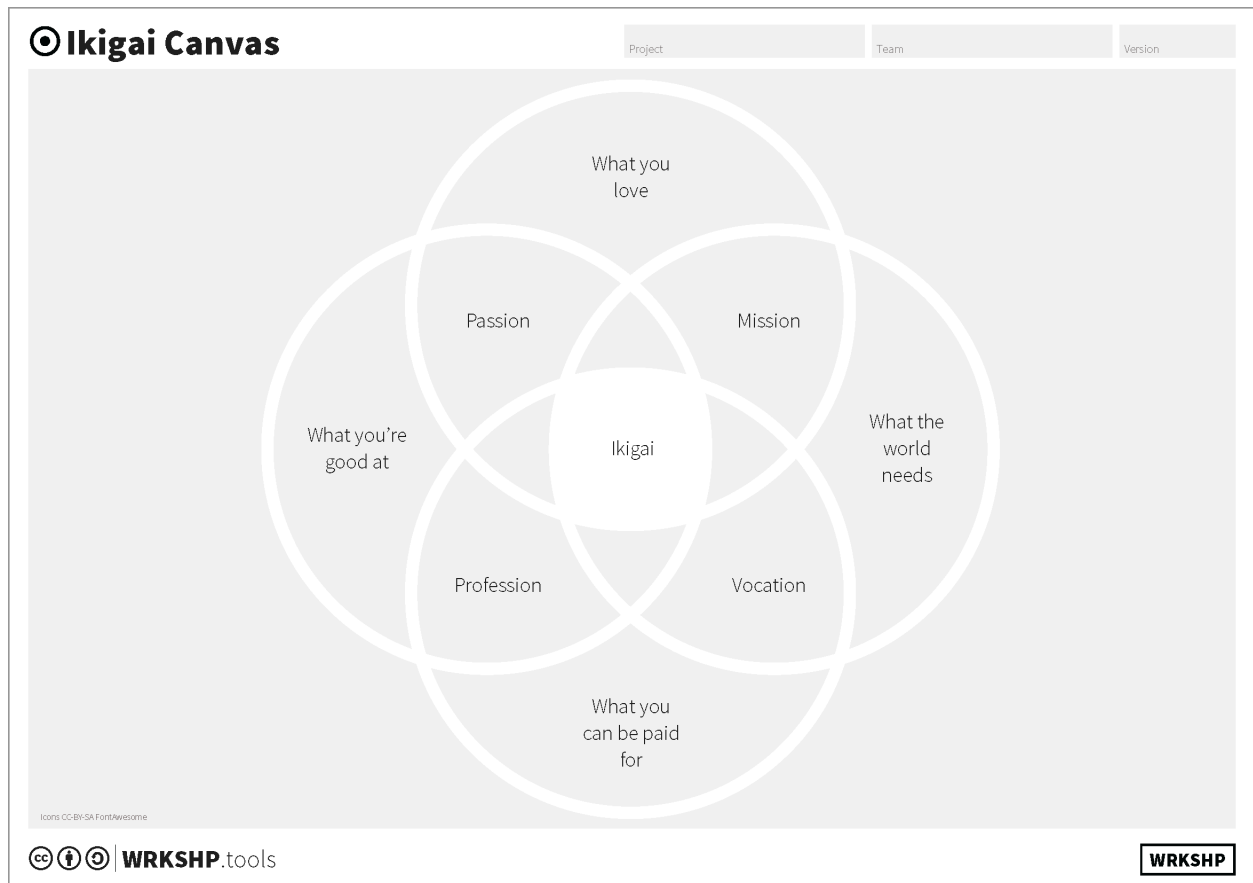 Ikigai Canvas
Project
Team
Version
What you
love
Passion
Mission
What you're
good at
Ikigai
What the
world
needs
Profession
Vocation
What you
can be paid
for
Icons CC-BY-SA FontAwesome
cc
WRKSHP.tools
WRKSHP